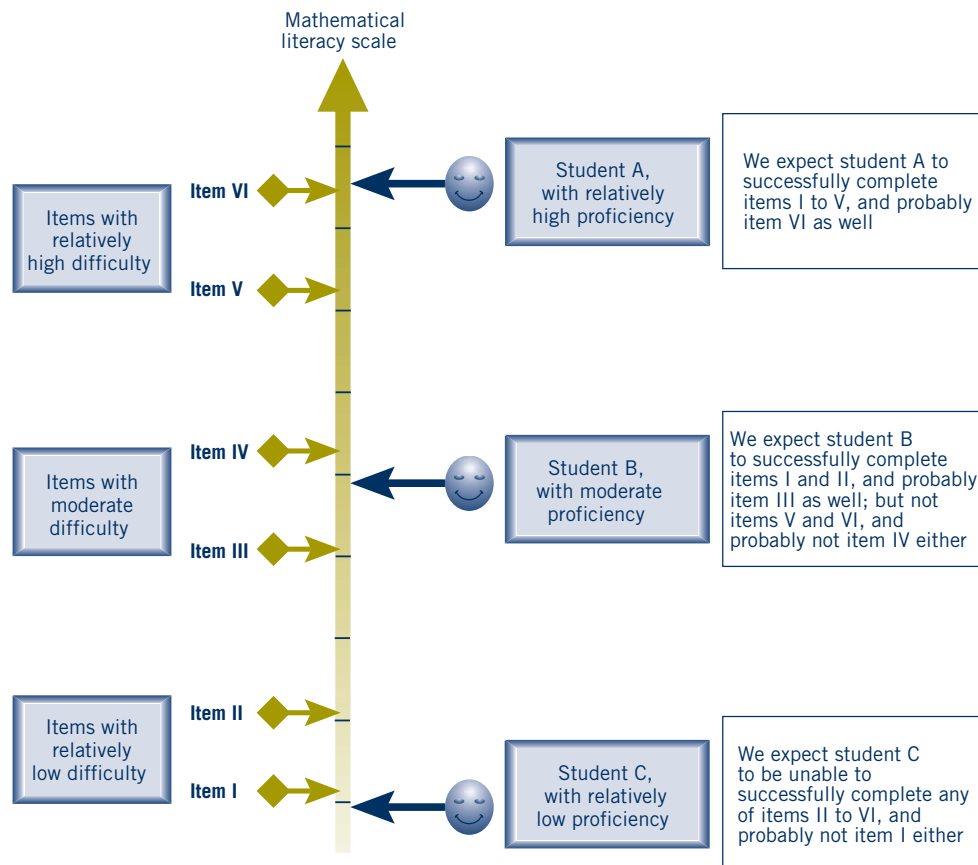 Mathematical
literacy scale
Item VI
Items with
relatively
high difficulty
Item V
Student A,
with relatively
high proficiency
We expect student A to
successfully complete
items I to V, and probably
item VI as well
Item IV
Items with
moderate
difficulty
Item III
Student B,
with moderate
proficiency
We expect student B
to successfully complete
items I and II, and probably
item III as well; but not
items V and VI, and
probably not item IV either
Item II
Items with
relatively
low difficulty
Item I
Student C,
with relatively
low proficiency
We expect student C
to be unable to
successfully complete any
of items II to VI, and
probably not item I either